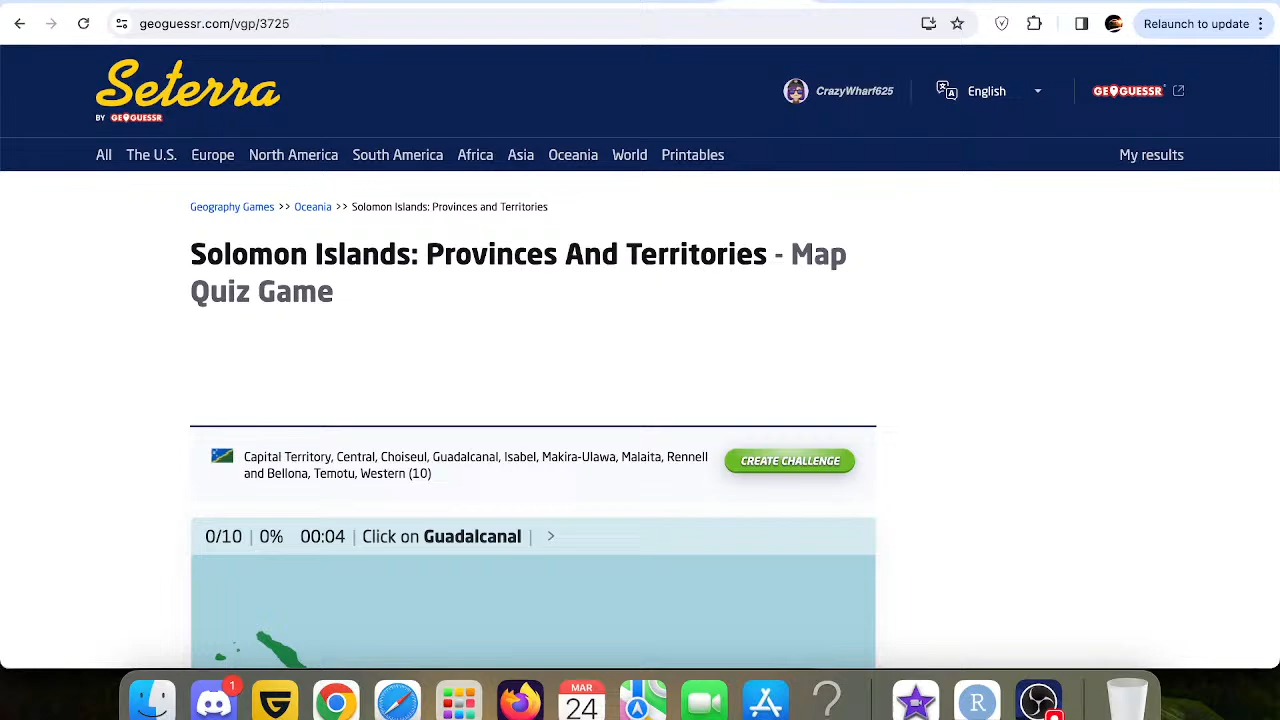 geoguessr.com/vgp/3725
Relaunch to update
Seterra
BY GEOGUESSR
CrazyWharf625
English
GEOGUESSR
All The U.S. Europe North America South America Africa Asia Oceania World Printables My results
Geography Games >> Oceania >> Solomon Islands: Provinces and Territories
Solomon Islands: Provinces And Territories - Map
Quiz Game
Capital Territory, Central, Choiseul, Guadalcanal, Isabel, Makira-Ulawa, Malaita, Rennell
and Bellona, Temotu, Western (10)
CREATE CHALLENGE
0/10 | 0% 00:04 | Click on Guadalcanal | >
1
MAR
24
?
R